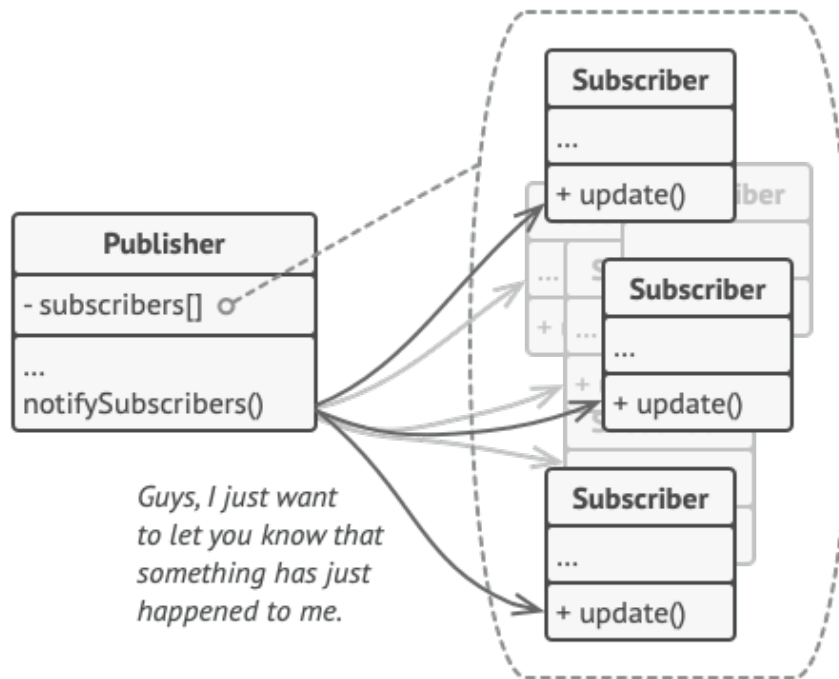 Publisher
- subscribers[]
...
notifySubscribers()
Guys, I just want
to let you know that
something has just
happened to me.
Subscriber
...
+ update()
Subscriber
...
+ update()
Subscriber
...
+ update()
...
...
+